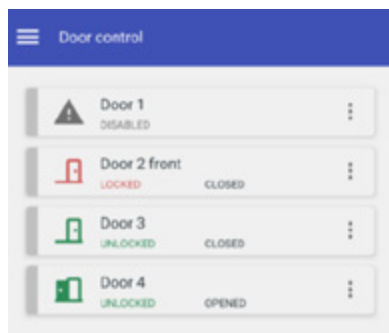 Door control
Door 1
DISABLED
Door 2 front
LOCKED CLOSED
Door 3
UNLOCKED CLOSED
Door 4
UNLOCKED OPENED